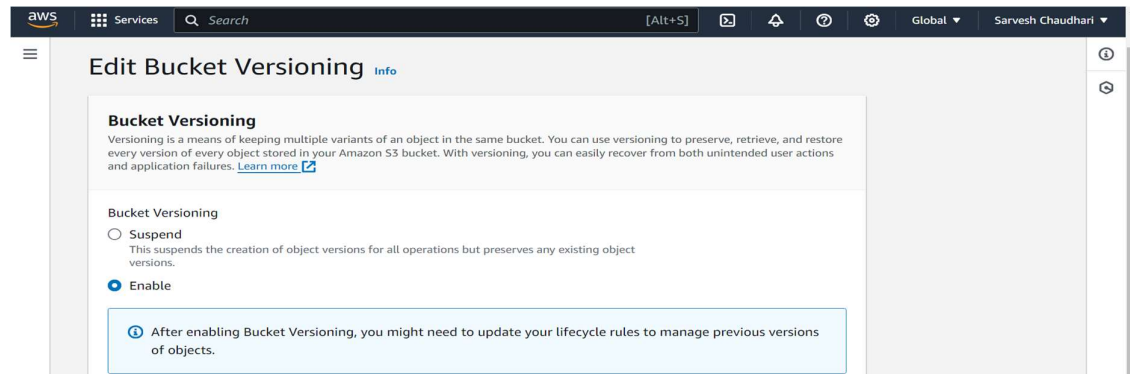 aws Services Search [Alt+S] Global Sarvesh Chaudhari
Edit Bucket Versioning Info
Bucket Versioning
Versioning is a means of keeping multiple variants of an object in the same bucket. You can use versioning to preserve, retrieve, and restore
every version of every object stored in your Amazon S3 bucket. With versioning, you can easily recover from both unintended user actions
and application failures. Learn more
Bucket Versioning
Suspend
This suspends the creation of object versions for all operations but preserves any existing object
versions.
Enable
After enabling Bucket Versioning, you might need to update your lifecycle rules to manage previous versions
of objects.